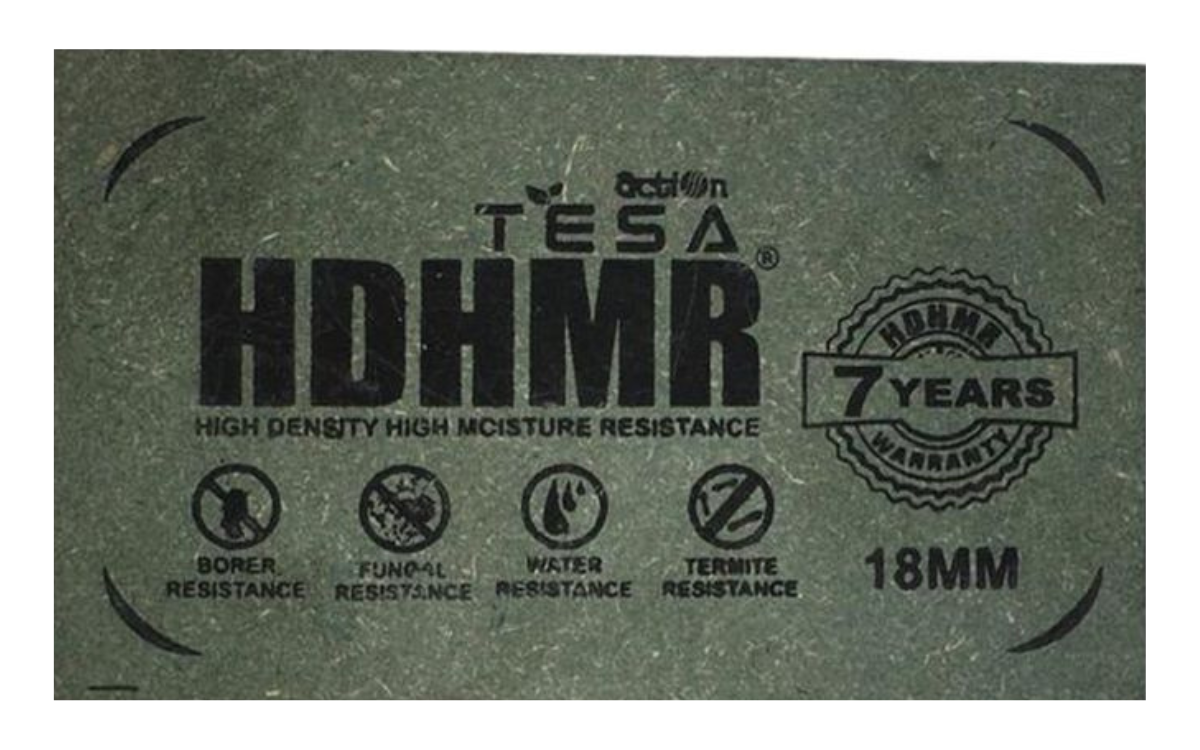 action
TESA
HDHMR®
HIGH DENSITY HIGH MOISTURE RESISTANCE
HDHMR
7 YEARS
WARRANTY
BORER
RESISTANCE
FUNGAL
RESISTANCE
WATER
RESISTANCE
TERMITE
RESISTANCE
18MM